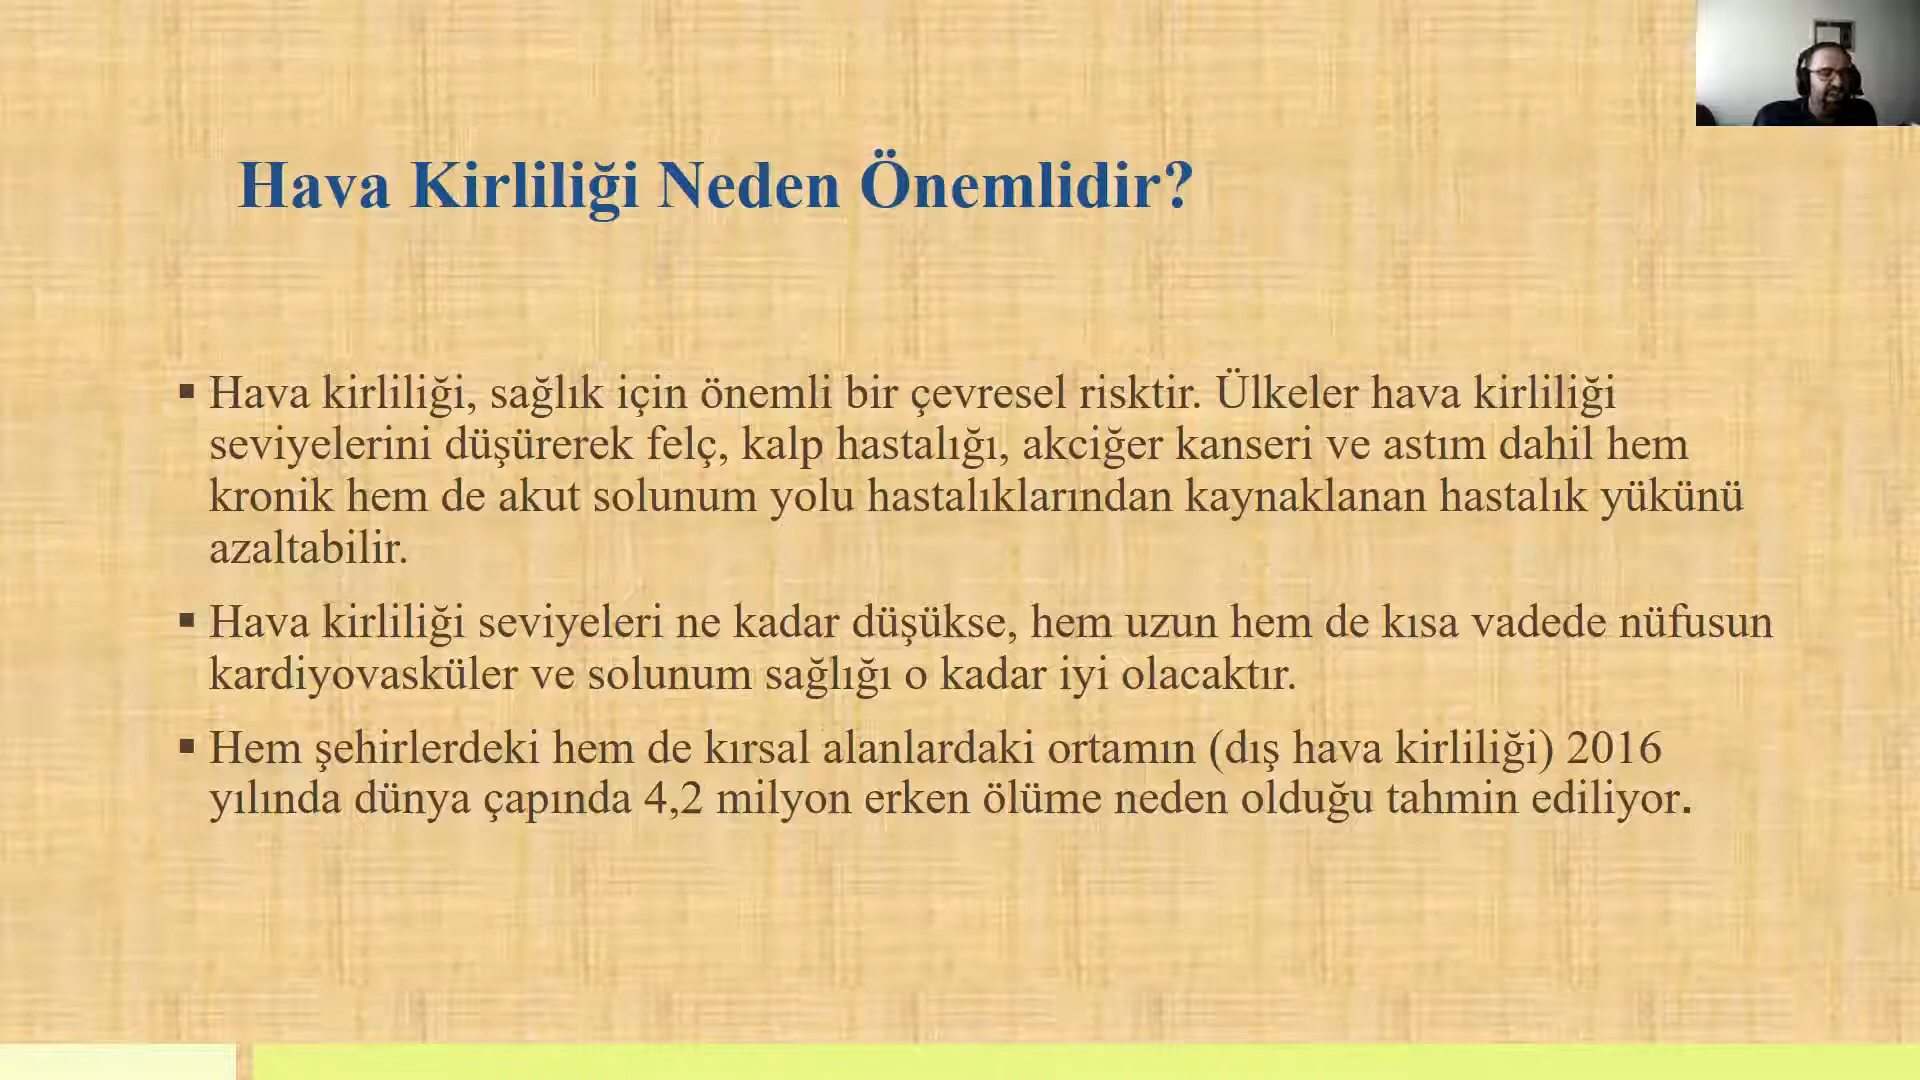 Hava Kirliliği Neden Önemlidir?
▪ Hava kirliliği, sağlık için önemli bir çevresel risktir. Ülkeler hava kirliliği
seviyelerini düşürerek felç, kalp hastalığı, akciğer kanseri ve astım dahil hem
kronik hem de akut solunum yolu hastalıklarından kaynaklanan hastalık yükünü
azaltabilir.
▪ Hava kirliliği seviyeleri ne kadar düşükse, hem uzun hem de kısa vadede nüfusun
kardiyovasküler ve solunum sağlığı o kadar iyi olacaktır.
▪ Hem şehirlerdeki hem de kırsal alanlardaki ortamın (dış hava kirliliği) 2016
yılında dünya çapında 4,2 milyon erken ölüme neden olduğu tahmin ediliyor.